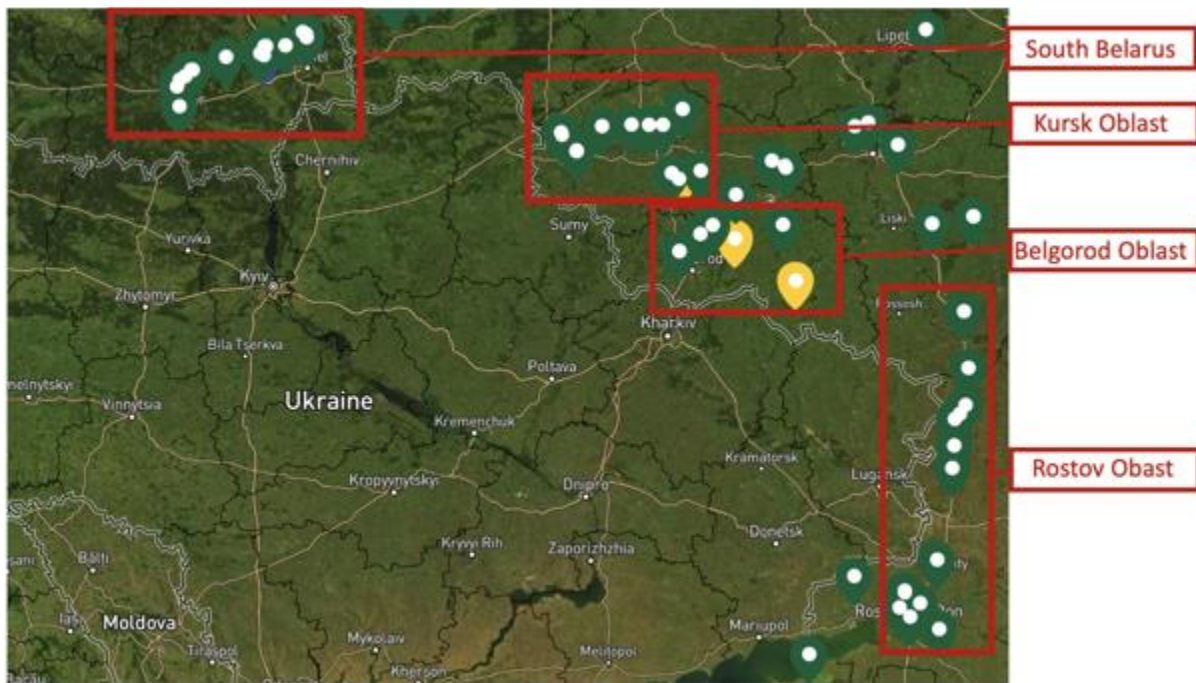 South Belarus
Kursk Oblast
Belgorod Oblast
Rostov Obast
Lipet
Chernihiv
Sumy
Yurivka
Liski
Kyiv
Zhytomyr
Kharkiv
Bila Tserkva
Poltava
Vinnytsia
Ukraine
Kremenchuk
Kramatorsk
Lugansk
Kropyvnytskyi
Dnipro
Donetsk
Kryvyi Rih
Zaporizhzhia
Bălți
Iași
Moldova
Mariupol
Tiraspol
Mykolaiv
Melitopol
Kherson
Bacău